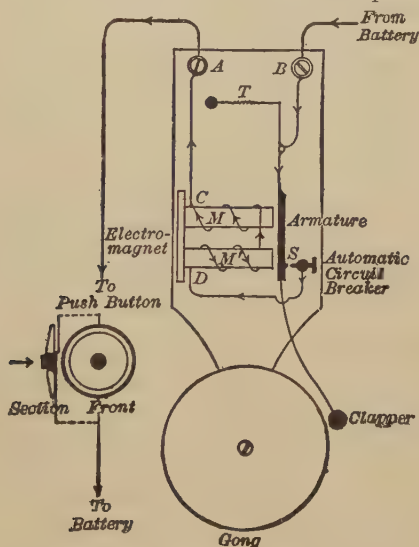 From
Battery
A
B
T
C
M
Armature
Electro-
magnet
M
S
Automatic
Circuit
Breaker
D
To
Push Button
Section
Front
Clapper
To
Battery
Gong